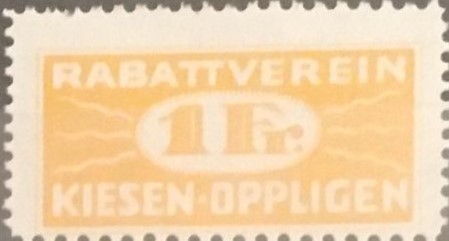 RABATTVEREIN
1 Fr.
KIESEN-OPPLIGEN